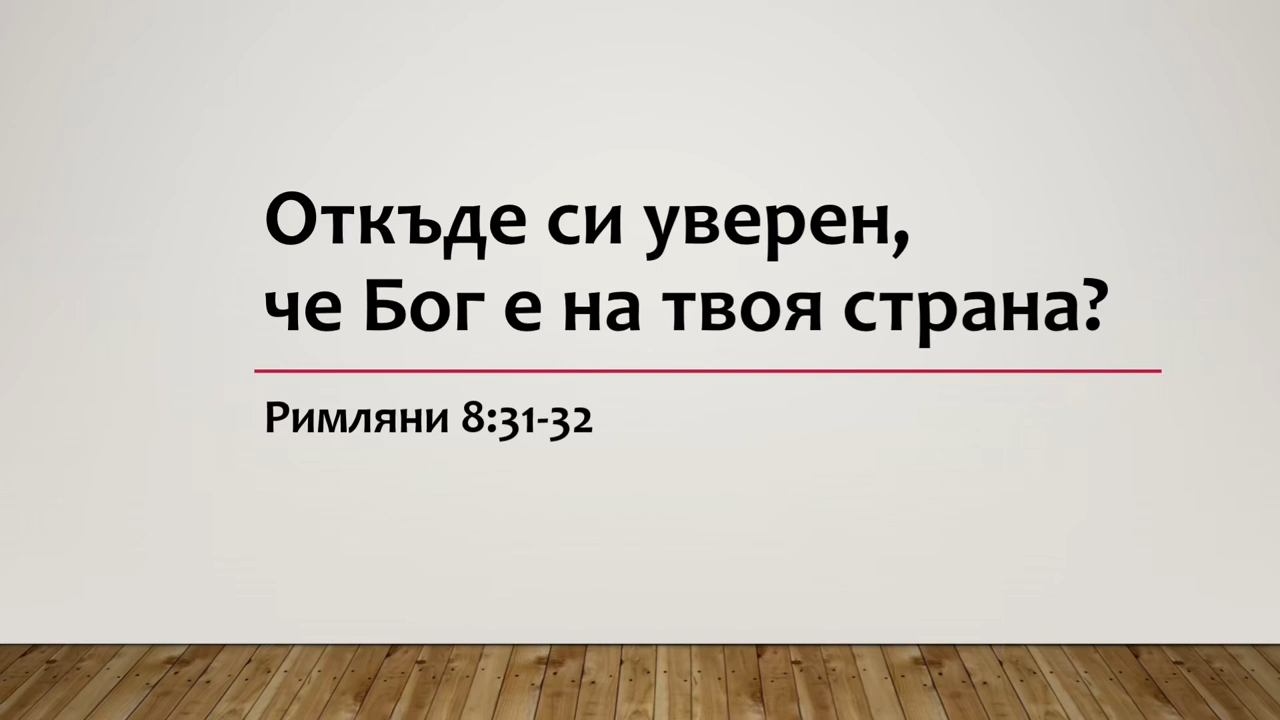 Откъде си уверен,
че Бог е на твоя страна?
Римляни 8:31-32